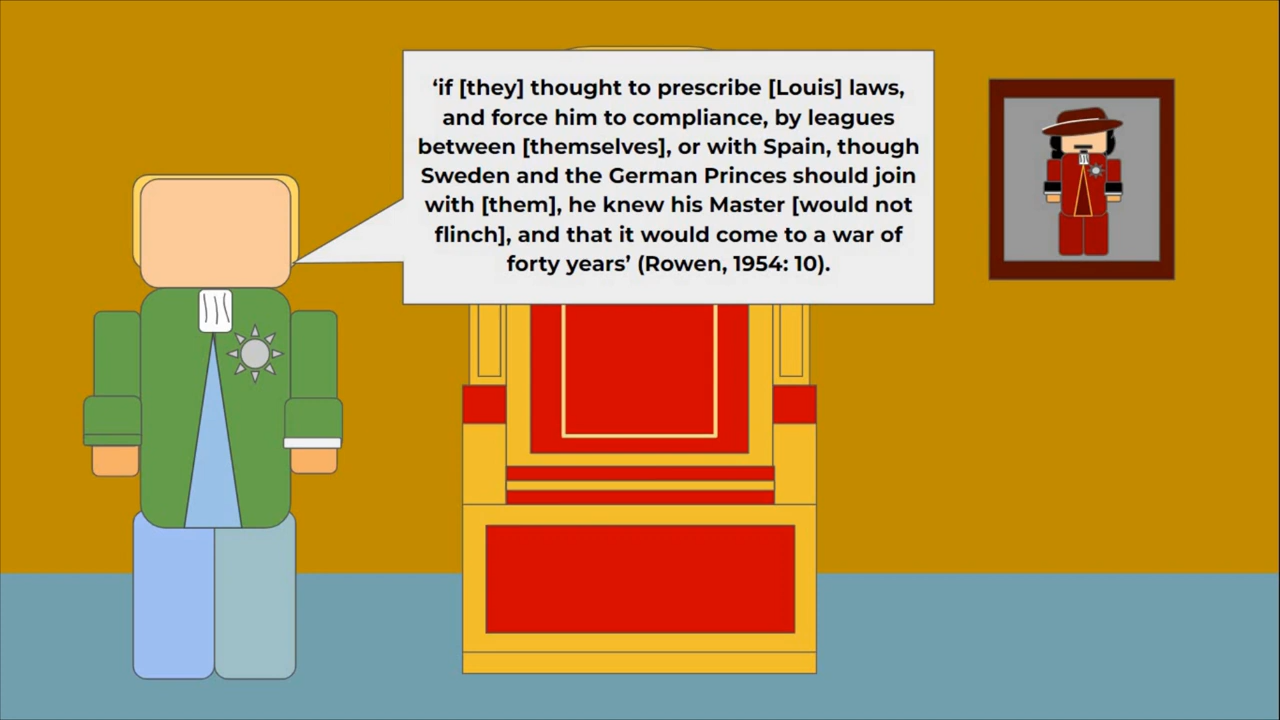 ‘if [they] thought to prescribe [Louis] laws,
and force him to compliance, by leagues
between [themselves], or with Spain, though
Sweden and the German Princes should join
with [them], he knew his Master [would not
flinch], and that it would come to a war of
forty years’ (Rowen, 1954: 10).